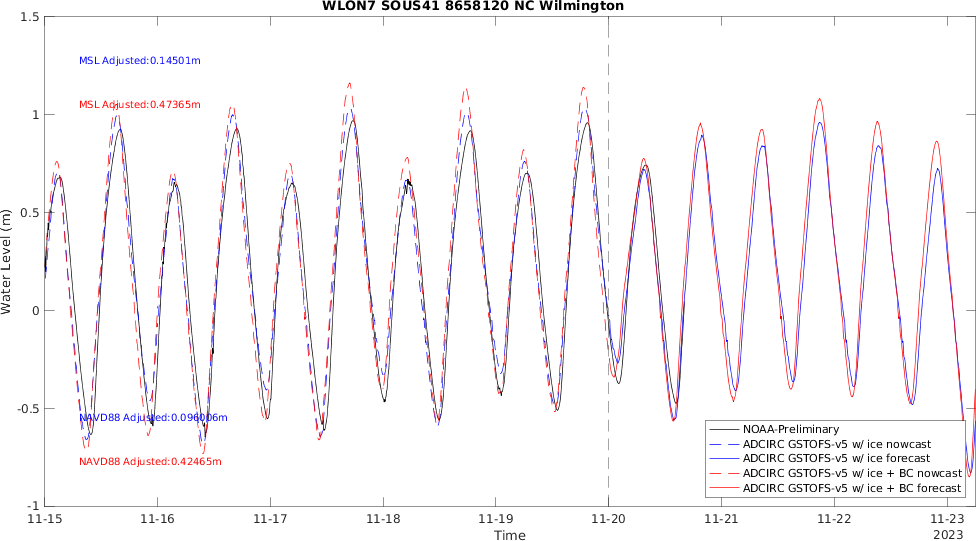 WLON7 SOUS41 8658120 NC Wilmington
1.5
MSL Adjusted:0.14501m
MSL Adjusted:0.47365m
1
0.5
Water Level (m)
0
-0.5
NAVD88 Adjusted:0.096006m
NAVD88 Adjusted:0.42465m
NOAA-Preliminary
ADCIRC GSTOFS-v5 w/ ice nowcast
ADCIRC GSTOFS-v5 w/ ice forecast
ADCIRC GSTOFS-v5 w/ ice + BC nowcast
ADCIRC GSTOFS-v5 w/ ice + BC forecast
-1
11-15 11-16 11-17 11-18 11-19 11-20 11-21 11-22 11-23
Time 2023